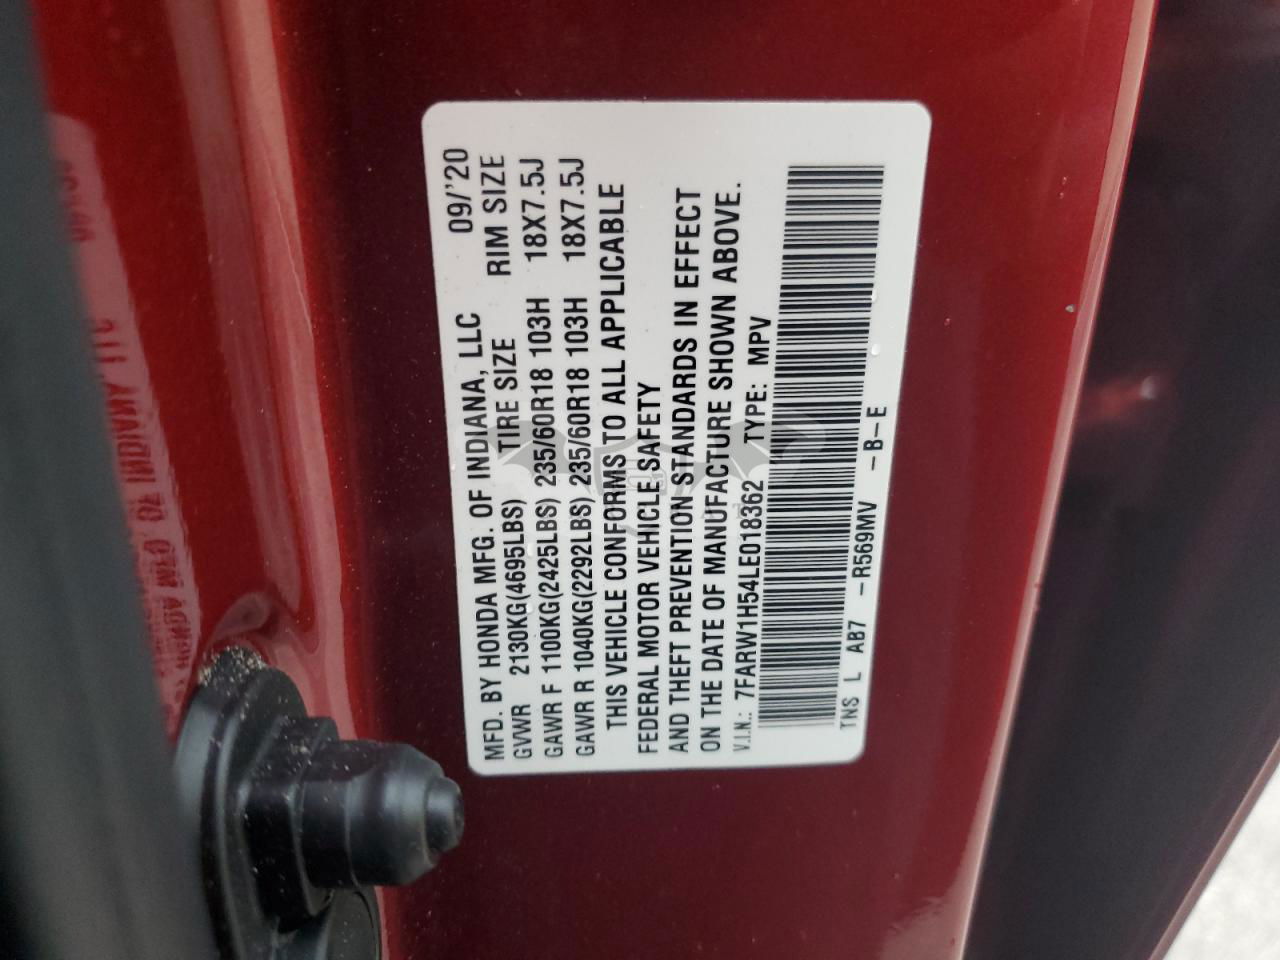 MFD. BY HONDA MFG. OF INDIANA, LLC 09/'20
GVWR 2130KG(4695LBS) TIRE SIZE RIM SIZE
GAWR F 1100KG(2425LBS) 235/60R18 103H 18X7.5J
GAWR R 1040KG(2292LBS) 235/60R18 103H 18X7.5J
THIS VEHICLE CONFORMS TO ALL APPLICABLE
FEDERAL MOTOR VEHICLE SAFETY
AND THEFT PREVENTION STANDARDS IN EFFECT
ON THE DATE OF MANUFACTURE SHOWN ABOVE.
V.I.N.: 7FARW1H54LE018362 TYPE: MPV
TNS L AB7 -R569MV -B-E